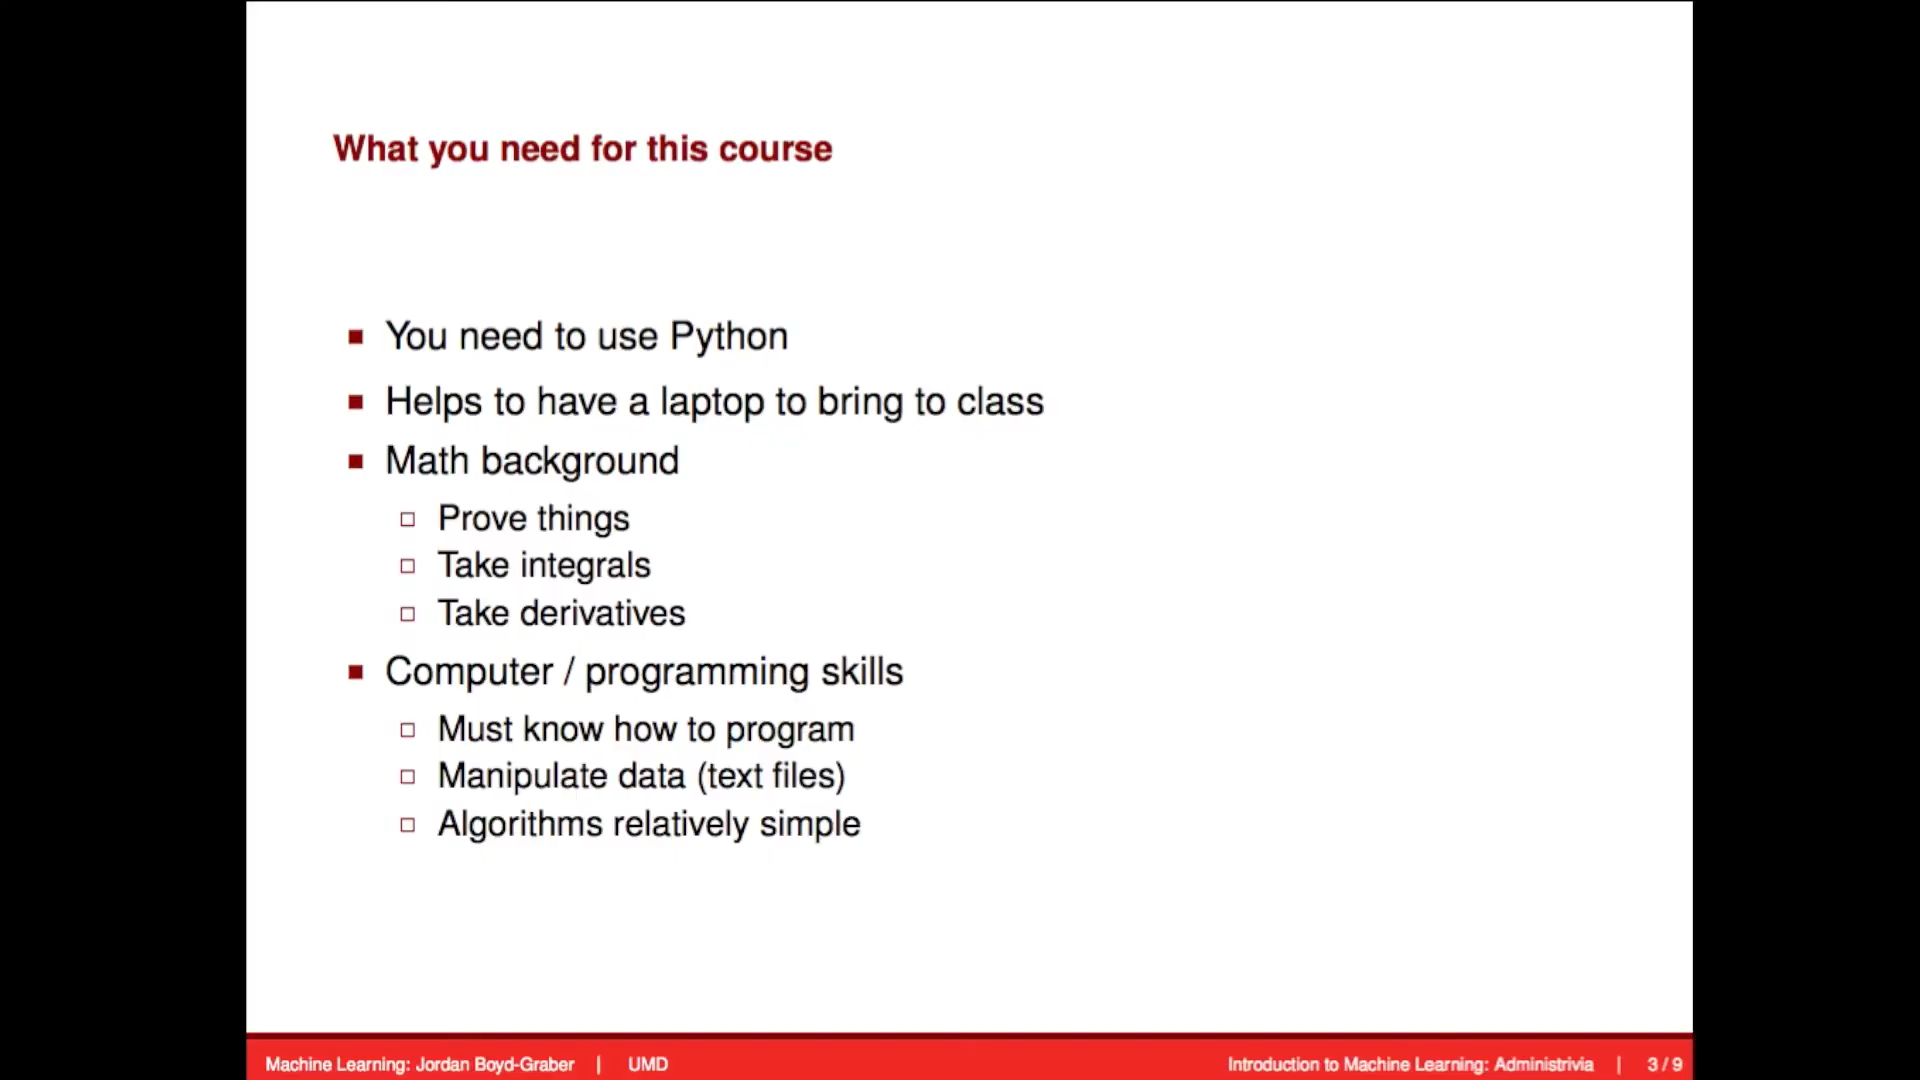 What you need for this course
You need to use Python
Helps to have a laptop to bring to class
Math background
Prove things
Take integrals
Take derivatives
Computer / programming skills
Must know how to program
Manipulate data (text files)
Algorithms relatively simple
Machine Learning: Jordan Boyd-Graber | UMD
Introduction to Machine Learning: Administrivia | 3 / 9